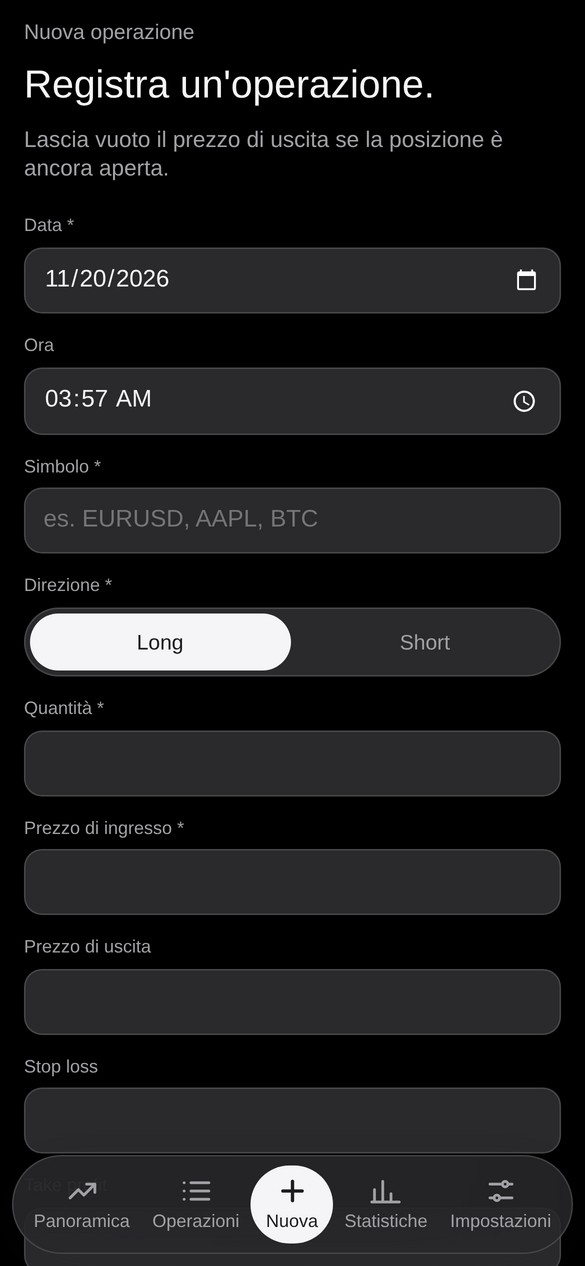 Nuova operazione
Registra un'operazione.
Lascia vuoto il prezzo di uscita se la posizione è
ancora aperta.
Data *
11/20/2026
Ora
03:57 AM
Simbolo *
es. EURUSD, AAPL, BTC
Direzione *
Long Short
Quantità *
Prezzo di ingresso *
Prezzo di uscita
Stop loss
Take profit
Panoramica Operazioni Nuova Statistiche Impostazioni